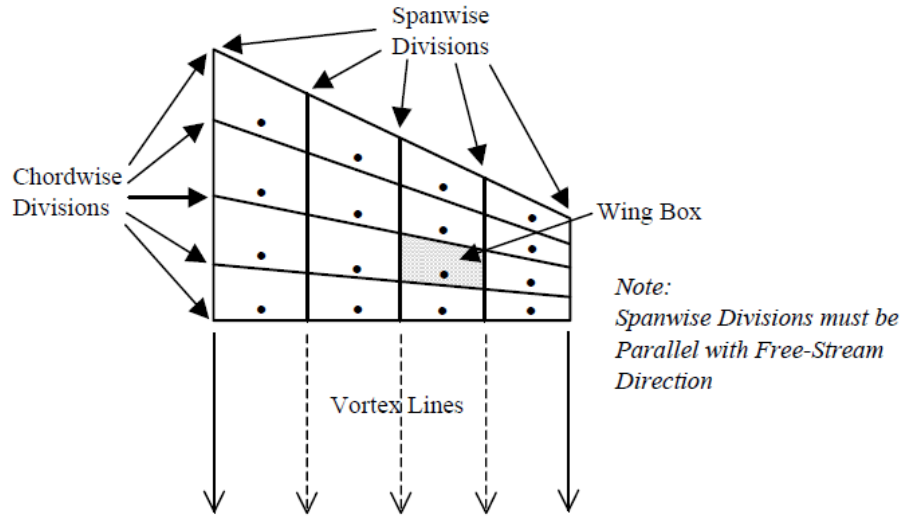 Spanwise
Divisions
Chordwise
Divisions
Wing Box
Note:
Spanwise Divisions must be
Parallel with Free-Stream
Direction
Vortex Lines